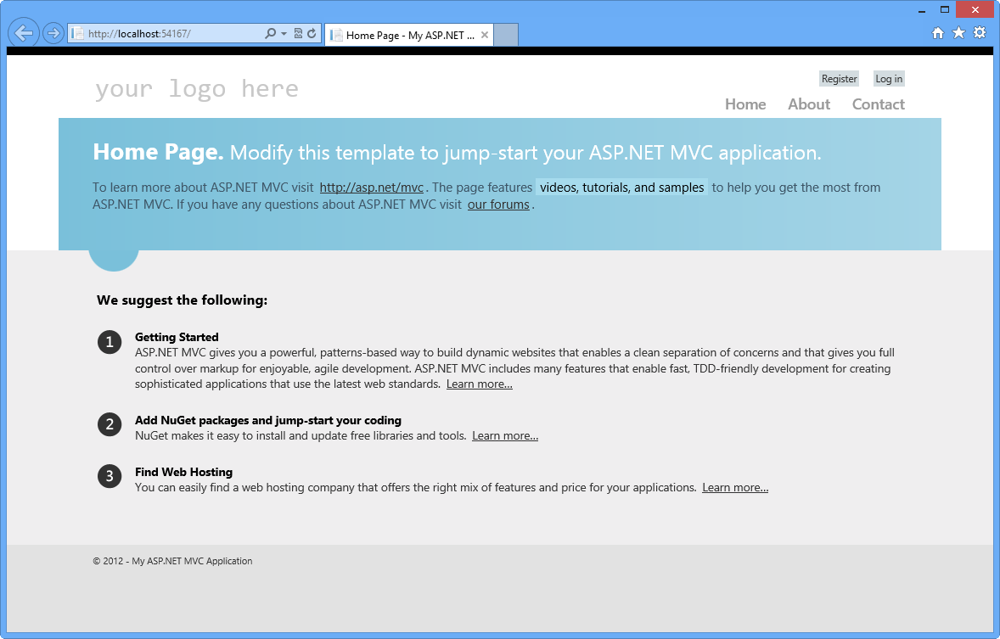 http://localhost:54167/
Home Page - My ASP.NET ...
your logo here
Register Log in
Home About Contact
Home Page. Modify this template to jump-start your ASP.NET MVC application.
To learn more about ASP.NET MVC visit http://asp.net/mvc. The page features videos, tutorials, and samples to help you get the most from
ASP.NET MVC. If you have any questions about ASP.NET MVC visit our forums.
We suggest the following:
1 Getting Started
ASP.NET MVC gives you a powerful, patterns-based way to build dynamic websites that enables a clean separation of concerns and that gives you full
control over markup for enjoyable, agile development. ASP.NET MVC includes many features that enable fast, TDD-friendly development for creating
sophisticated applications that use the latest web standards. Learn more...
2 Add NuGet packages and jump-start your coding
NuGet makes it easy to install and update free libraries and tools. Learn more...
3 Find Web Hosting
You can easily find a web hosting company that offers the right mix of features and price for your applications. Learn more...
© 2012 - My ASP.NET MVC Application